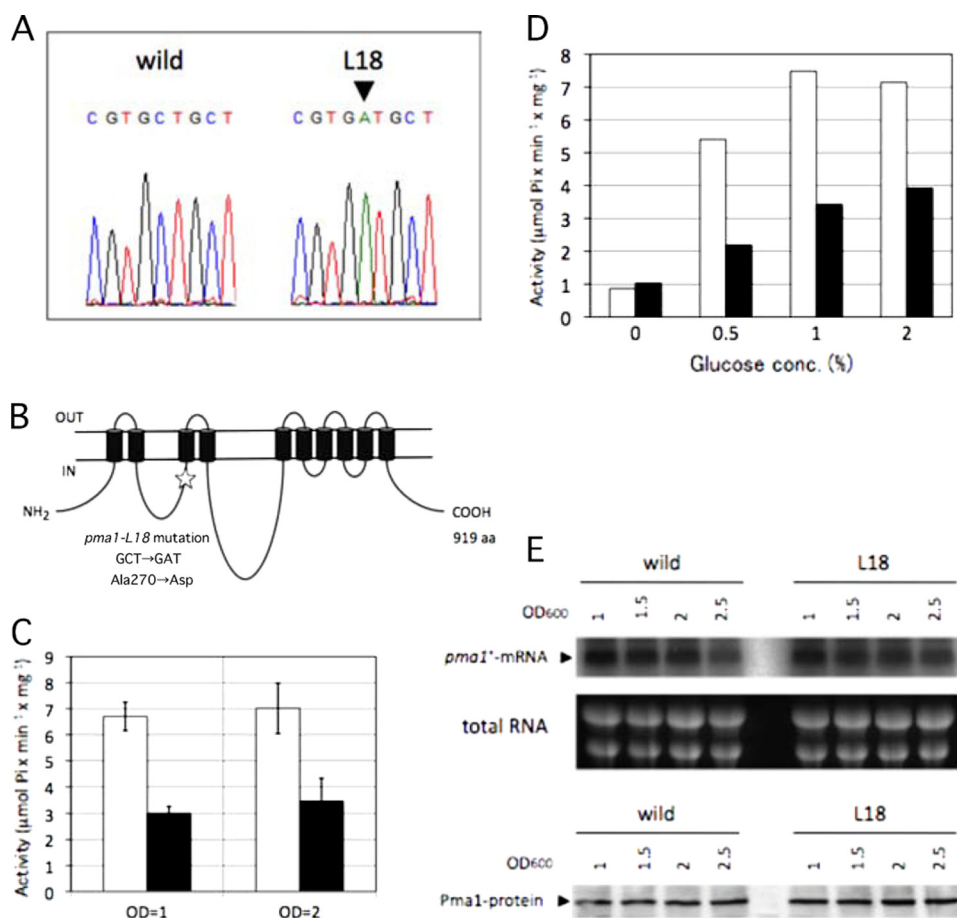 A
wild
L18
C G T G C T G C T
C G T G A T G C T
B
OUT
IN
NH2
COOH
919 aa
pma1-L18 mutation
GCT→GAT
Ala270→Asp
C
Activity (μmol Pi x min⁻¹ x mg⁻¹)
9
8
7
6
5
4
3
2
1
0
OD=1
OD=2
D
Activity (μmol Pi x min⁻¹ x mg⁻¹)
8
7
6
5
4
3
2
1
0
0
0.5
1
2
Glucose conc. (%)
E
wild
L18
OD600
1
1.5
2
2.5
1
1.5
2
2.5
pma1⁺-mRNA
total RNA
wild
L18
OD600
1
1.5
2
2.5
1
1.5
2
2.5
Pma1-protein